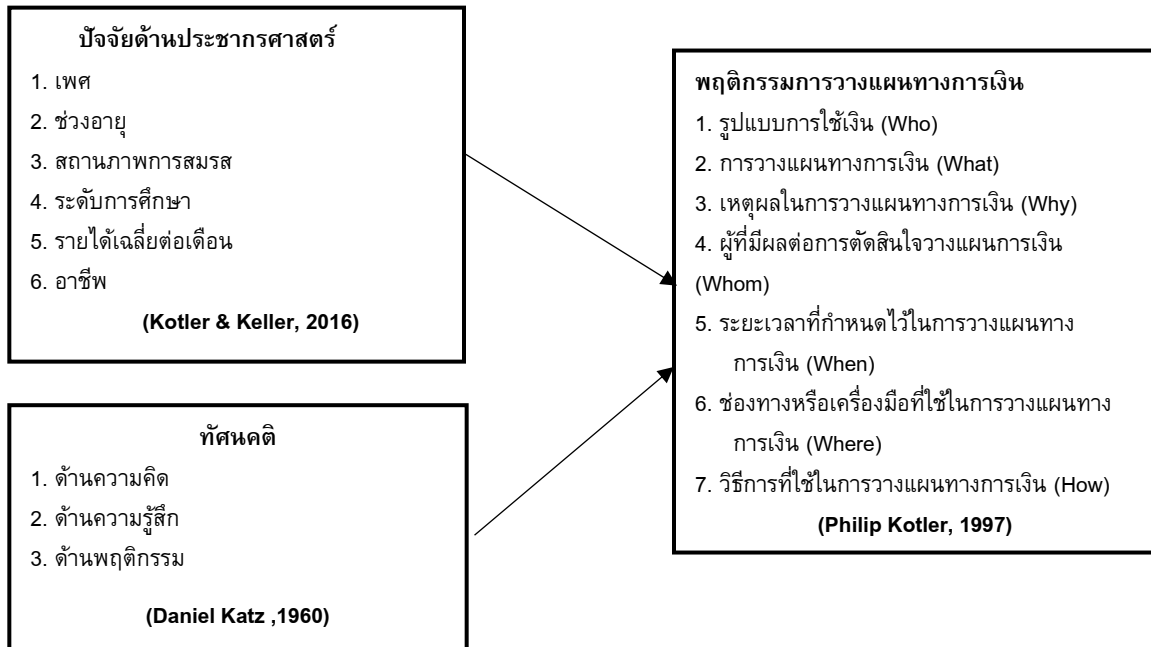 ปัจจัยด้านประชากรศาสตร์
1. เพศ
2. ช่วงอายุ
3. สถานภาพการสมรส
4. ระดับการศึกษา
5. รายได้เฉลี่ยต่อเดือน
6. อาชีพ
(Kotler & Keller, 2016)
ทัศนคติ
1. ด้านความคิด
2. ด้านความรู้สึก
3. ด้านพฤติกรรม
(Daniel Katz ,1960)
พฤติกรรมการวางแผนทางการเงิน
1. รูปแบบการใช้เงิน (Who)
2. การวางแผนทางการเงิน (What)
3. เหตุผลในการวางแผนทางการเงิน (Why)
4. ผู้ที่มีผลต่อการตัดสินใจวางแผนการเงิน
(Whom)
5. ระยะเวลาที่กำหนดไว้ในการวางแผนทาง
การเงิน (When)
6. ช่องทางหรือเครื่องมือที่ใช้ในการวางแผนทาง
การเงิน (Where)
7. วิธีการที่ใช้ในการวางแผนทางการเงิน (How)
(Philip Kotler, 1997)